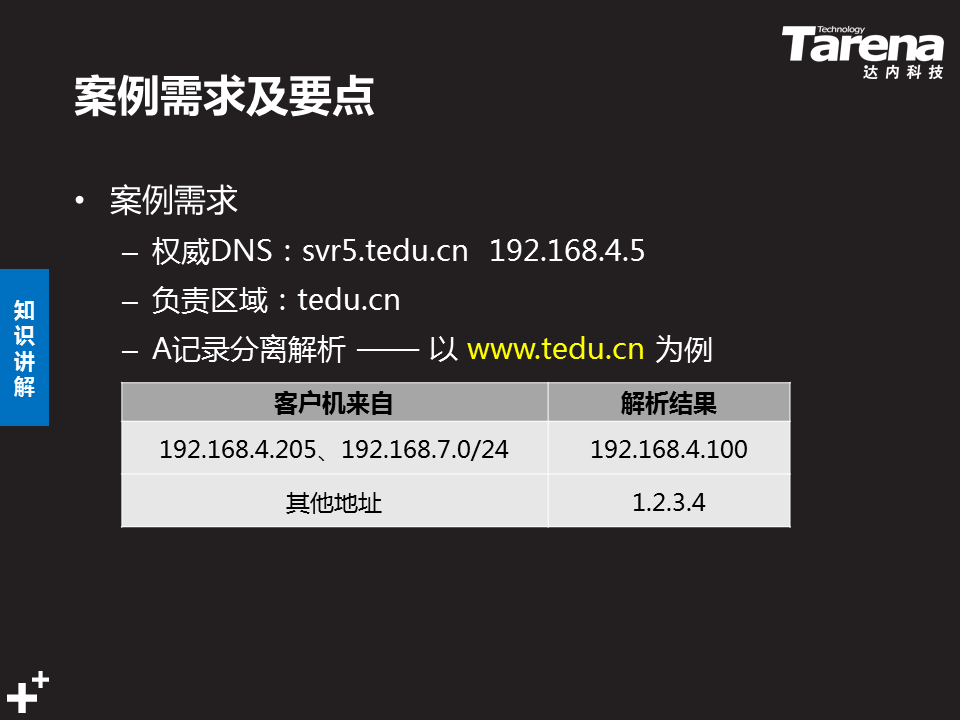 Technology
Tarena
达内科技
案例需求及要点
• 案例需求
– 权威DNS：svr5.tedu.cn 192.168.4.5
– 负责区域：tedu.cn
– A记录分离解析 —— 以 www.tedu.cn 为例
知识讲解
客户机来自 解析结果
192.168.4.205、192.168.7.0/24 192.168.4.100
其他地址 1.2.3.4